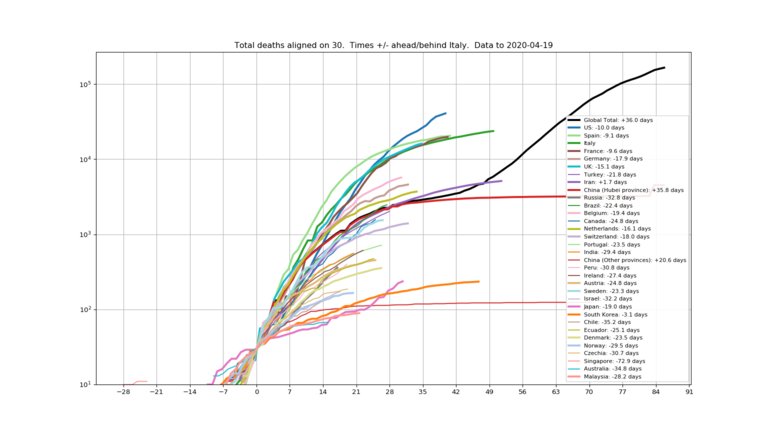 Total deaths aligned on 30.  Times +/- ahead/behind Italy.  Data to 2020-04-19
10⁵
10⁴
10³
10²
10¹
−28 −21 −14 −7 0 7 14 21 28 35 42 49 56 63 70 77 84 91
Global Total: +36.0 days
US: -10.0 days
Spain: -9.1 days
Italy
France: -9.6 days
Germany: -17.9 days
UK: -15.1 days
Turkey: -21.8 days
Iran: +1.7 days
China (Hubei province): +35.8 days
Russia: -32.8 days
Brazil: -22.4 days
Belgium: -19.4 days
Canada: -24.8 days
Netherlands: -16.1 days
Switzerland: -18.0 days
Portugal: -23.5 days
India: -29.4 days
China (Other provinces): +20.6 days
Peru: -30.8 days
Ireland: -27.4 days
Austria: -24.8 days
Sweden: -23.3 days
Israel: -32.2 days
Japan: -19.0 days
South Korea: -3.1 days
Chile: -35.2 days
Ecuador: -25.1 days
Denmark: -23.5 days
Norway: -29.5 days
Czechia: -30.7 days
Singapore: -72.9 days
Australia: -34.8 days
Malaysia: -28.2 days